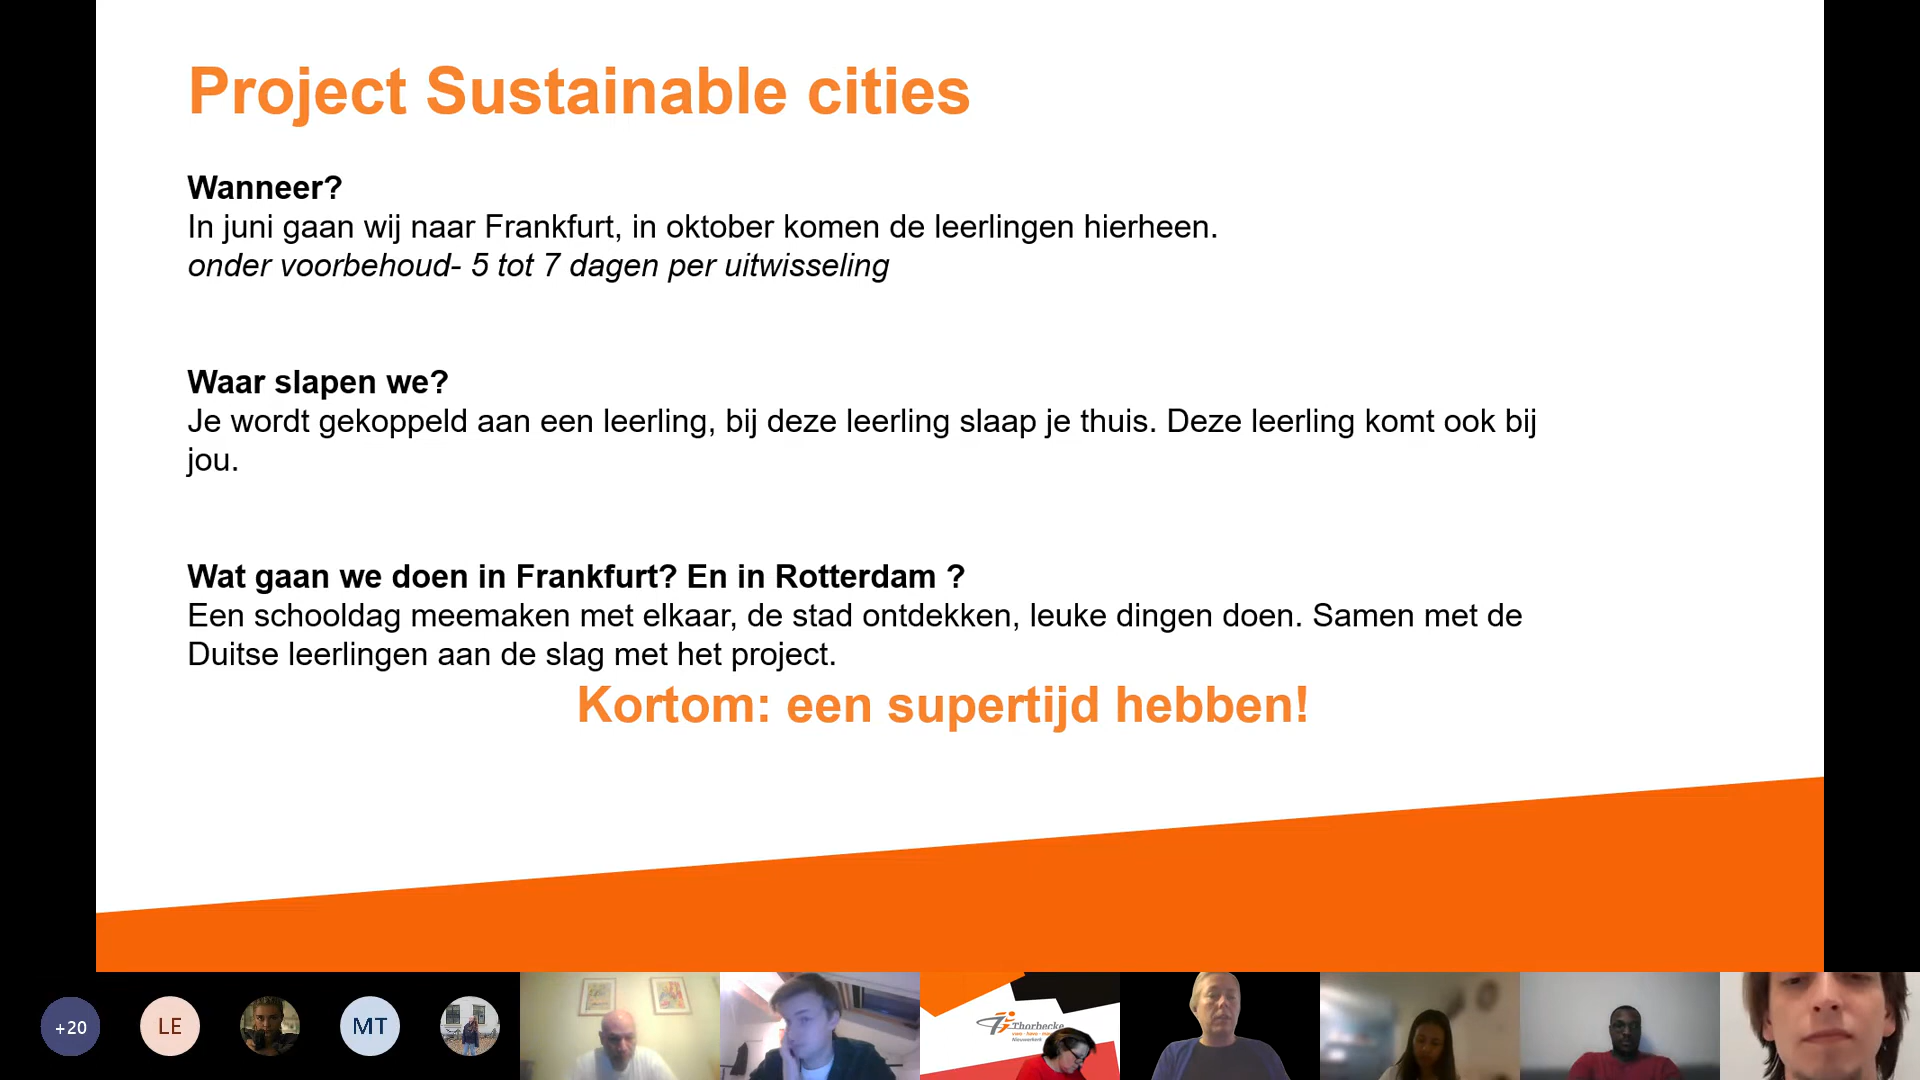 Project Sustainable cities
Wanneer?
In juni gaan wij naar Frankfurt, in oktober komen de leerlingen hierheen.
onder voorbehoud- 5 tot 7 dagen per uitwisseling
Waar slapen we?
Je wordt gekoppeld aan een leerling, bij deze leerling slaap je thuis. Deze leerling komt ook bij
jou.
Wat gaan we doen in Frankfurt? En in Rotterdam ?
Een schooldag meemaken met elkaar, de stad ontdekken, leuke dingen doen. Samen met de
Duitse leerlingen aan de slag met het project.
Kortom: een supertijd hebben!
+20
LE
MT
Thorbecke
Nieuwerkerk